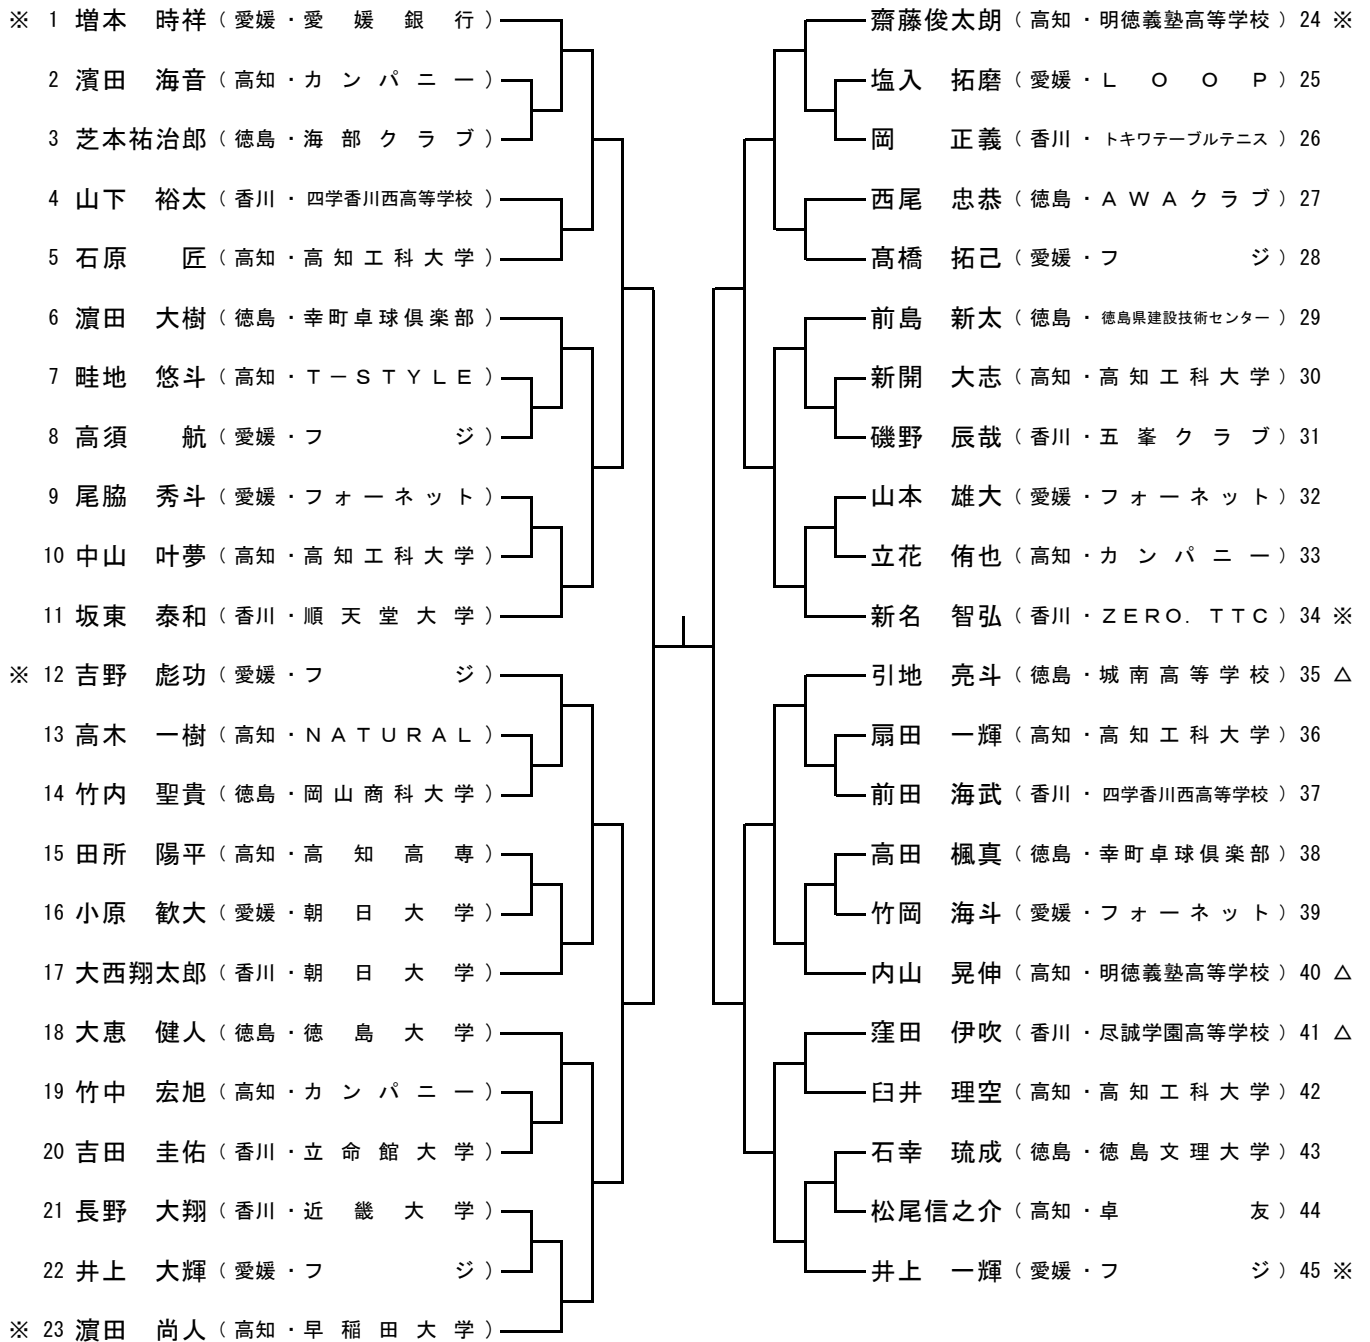 ※ 1 増本 時祥 (愛媛・愛媛銀行)
2 濱田 海音 (高知・カンパニー)
3 芝本祐治郎 (徳島・海部クラブ)
4 山下 裕太 (香川・四学香川西高等学校)
5 石原 匠 (高知・高知工科大学)
6 濵田 大樹 (徳島・幸町卓球倶楽部)
7 畦地 悠斗 (高知・T-STYLE)
8 高須 航 (愛媛・フジ)
9 尾脇 秀斗 (愛媛・フォーネット)
10 中山 叶夢 (高知・高知工科大学)
11 坂東 泰和 (香川・順天堂大学)
※ 12 吉野 彪功 (愛媛・フジ)
13 高木 一樹 (高知・NATURAL)
14 竹内 聖貴 (徳島・岡山商科大学)
15 田所 陽平 (高知・高知高専)
16 小原 歓大 (愛媛・朝日大学)
17 大西翔太郎 (香川・朝日大学)
18 大恵 健人 (徳島・徳島大学)
19 竹中 宏旭 (高知・カンパニー)
20 吉田 圭佑 (香川・立命館大学)
21 長野 大翔 (香川・近畿大学)
22 井上 大輝 (愛媛・フジ)
※ 23 濵田 尚人 (高知・早稲田大学)
齋藤俊太朗 (高知・明徳義塾高等学校) 24 ※
塩入 拓磨 (愛媛・LOOP) 25
岡 正義 (香川・トキワテーブルテニス) 26
西尾 忠恭 (徳島・AWAクラブ) 27
髙橋 拓己 (愛媛・フジ) 28
前島 新太 (徳島・徳島県建設技術センター) 29
新開 大志 (高知・高知工科大学) 30
磯野 辰哉 (香川・五峯クラブ) 31
山本 雄大 (愛媛・フォーネット) 32
立花 侑也 (高知・カンパニー) 33
新名 智弘 (香川・ZERO.TTC) 34 ※
引地 亮斗 (徳島・城南高等学校) 35 △
扇田 一輝 (高知・高知工科大学) 36
前田 海武 (香川・四学香川西高等学校) 37
高田 楓真 (徳島・幸町卓球倶楽部) 38
竹岡 海斗 (愛媛・フォーネット) 39
内山 晃伸 (高知・明徳義塾高等学校) 40 △
窪田 伊吹 (香川・尽誠学園高等学校) 41 △
臼井 理空 (高知・高知工科大学) 42
石幸 琉成 (徳島・徳島文理大学) 43
松尾信之介 (高知・卓友) 44
井上 一輝 (愛媛・フジ) 45 ※